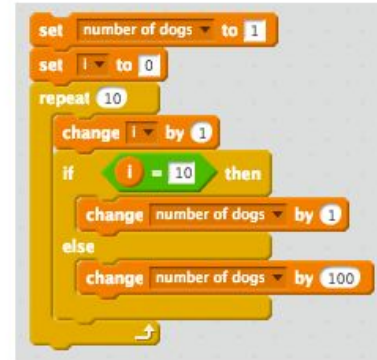 set number of dogs to 1
set i to 0
repeat 10
change i by 1
if i = 10 then
change number of dogs by 1
else
change number of dogs by 100